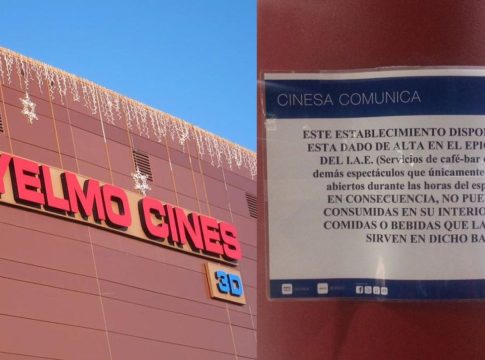 YELMO CINES
3D
CINESA COMUNICA
ESTE ESTABLECIMIENTO DISPO
ESTA DADO DE ALTA EN EL EPIG
DEL I.A.E. (Servicios de café-bar e
demás espectáculos que únicamente
abiertos durante las horas del esp
EN CONSECUENCIA, NO PUE
CONSUMIDAS EN SU INTERIO
COMIDAS O BEBIDAS QUE LA
SIRVEN EN DICHO BA